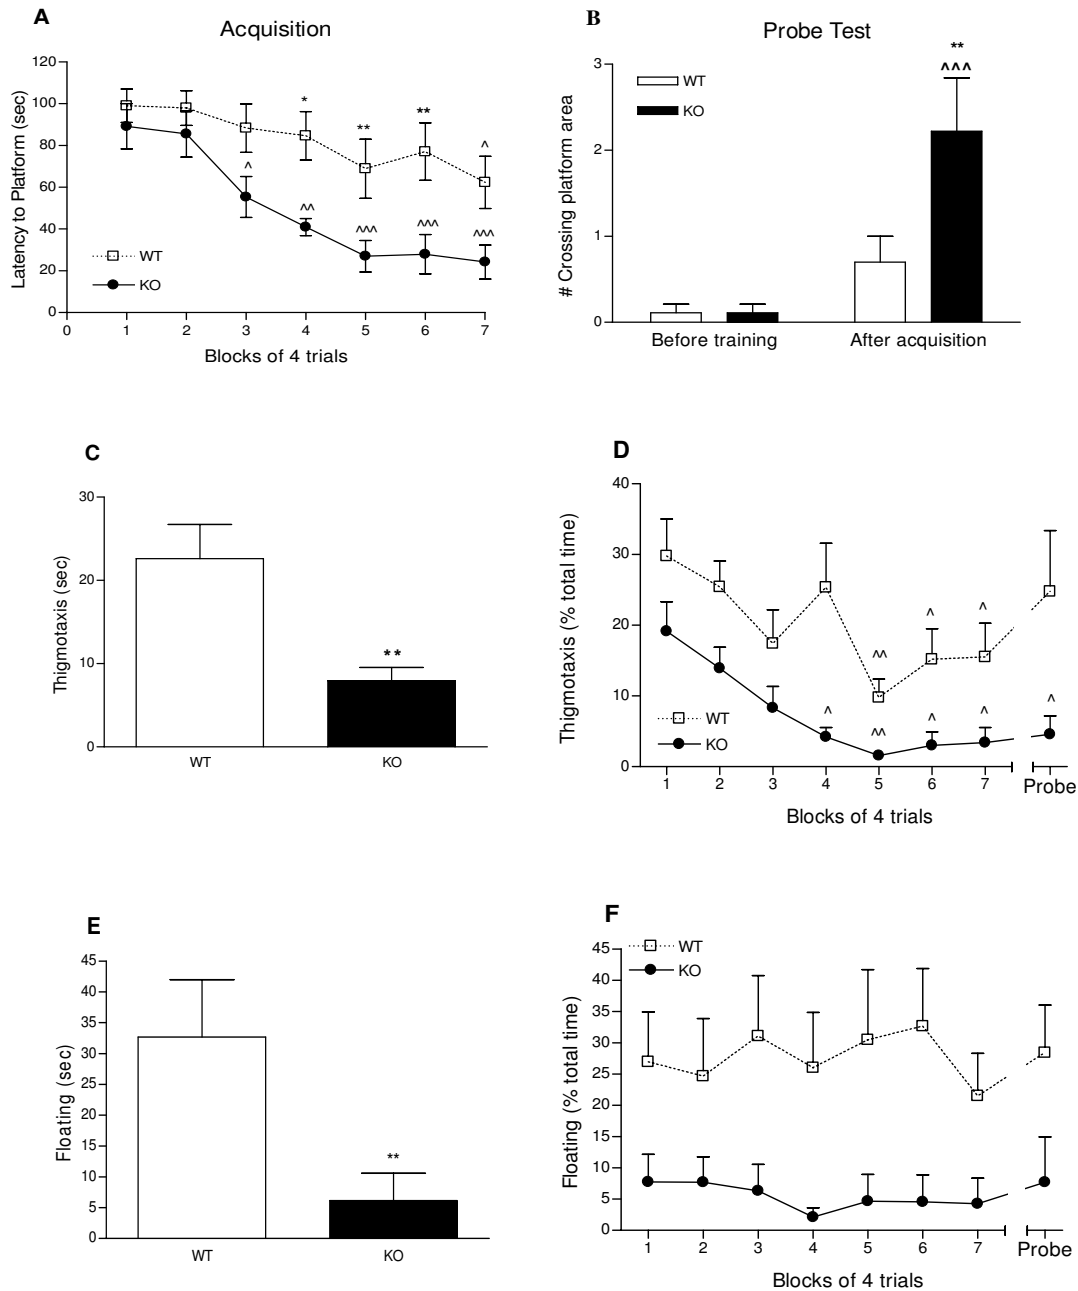 A
Acquisition
Latency to Platform (sec)
120
100
80
60
40
20
0
* ** ** ^
^ ^^ ^^^ ^^^ ^^^
WT
KO
0 1 2 3 4 5 6 7
Blocks of 4 trials
B
Probe Test
# Crossing platform area
3
2
1
0
WT
KO
**
^^^
Before training After acquisition
C
Thigmotaxis (sec)
30
20
10
0
**
WT KO
D
Thigmotaxis (% total time)
40
30
20
10
0
^^ ^ ^
^ ^^ ^ ^ ^
WT
KO
1 2 3 4 5 6 7 Probe
Blocks of 4 trials
E
Floating (sec)
45
40
35
30
25
20
15
10
5
0
**
WT KO
F
Floating (% total time)
45
40
35
30
25
20
15
10
5
0
WT
KO
1 2 3 4 5 6 7 Probe
Blocks of 4 trials